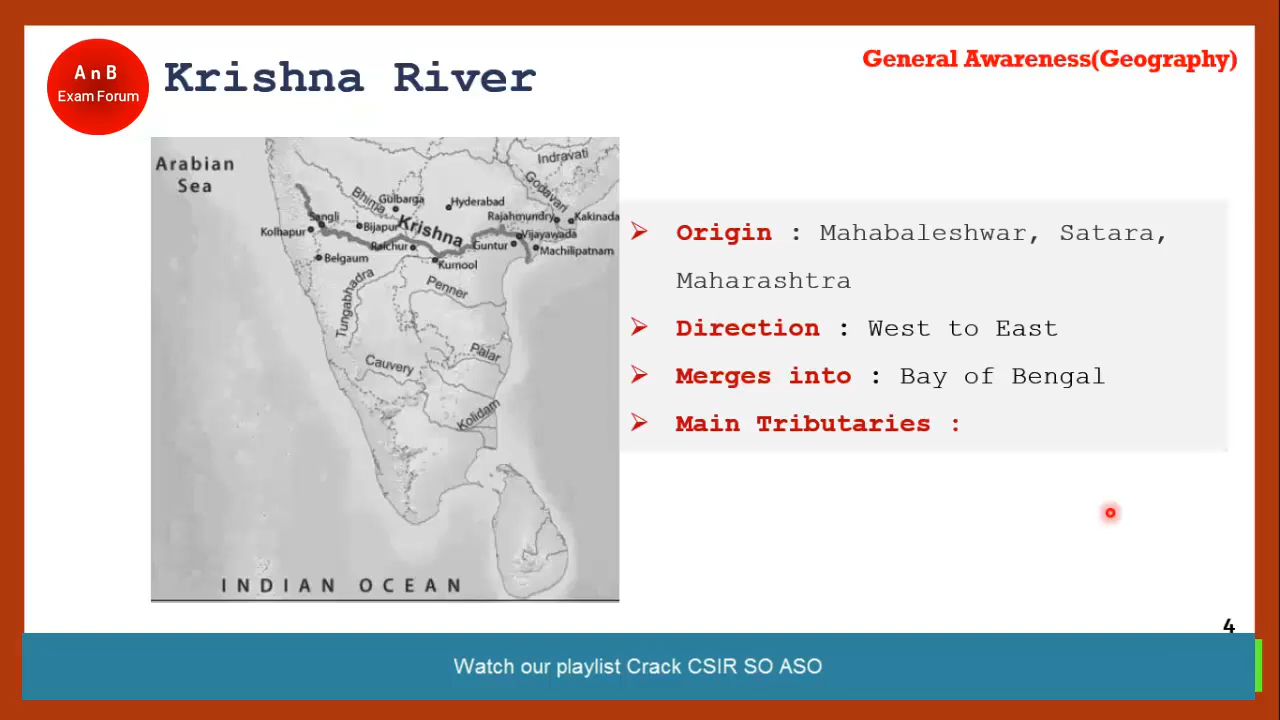 A n B
Exam Forum
Krishna River
General Awareness(Geography)
Arabian
Sea
Indravati
Godavari
Bhima
Gulbarga
Hyderabad
Rajahmundry
Kakinada
Sangli
Kolhapur
Bijapur
Krishna
Vijayawada
Raichur
Guntur
Machilipatnam
Belgaum
Kurnool
Tungabhadra
Penner
Cauvery
Palar
Kolidam
INDIAN OCEAN
Origin : Mahabaleshwar, Satara,
Maharashtra
Direction : West to East
Merges into : Bay of Bengal
Main Tributaries :
4
Watch our playlist Crack CSIR SO ASO